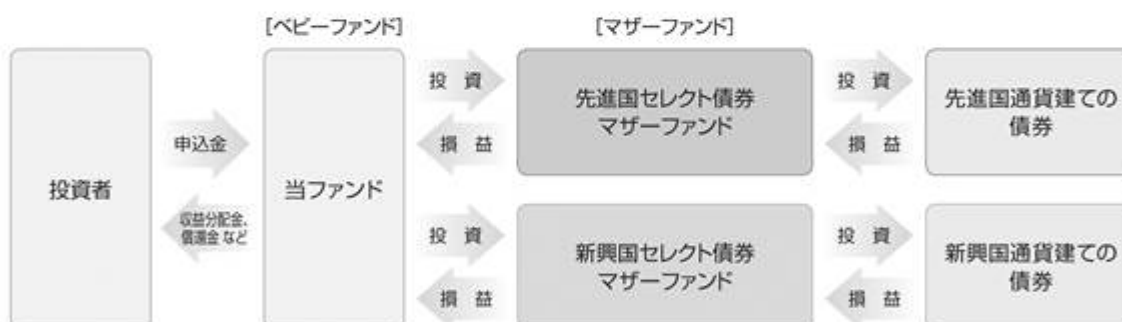 [ベビーファンド]
[マザーファンド]
投資者
申込金
収益分配金、
償還金 など
当ファンド
投 資
損 益
先進国セレクト債券
マザーファンド
投 資
損 益
先進国通貨建ての
債券
投 資
損 益
新興国セレクト債券
マザーファンド
投 資
損 益
新興国通貨建ての
債券